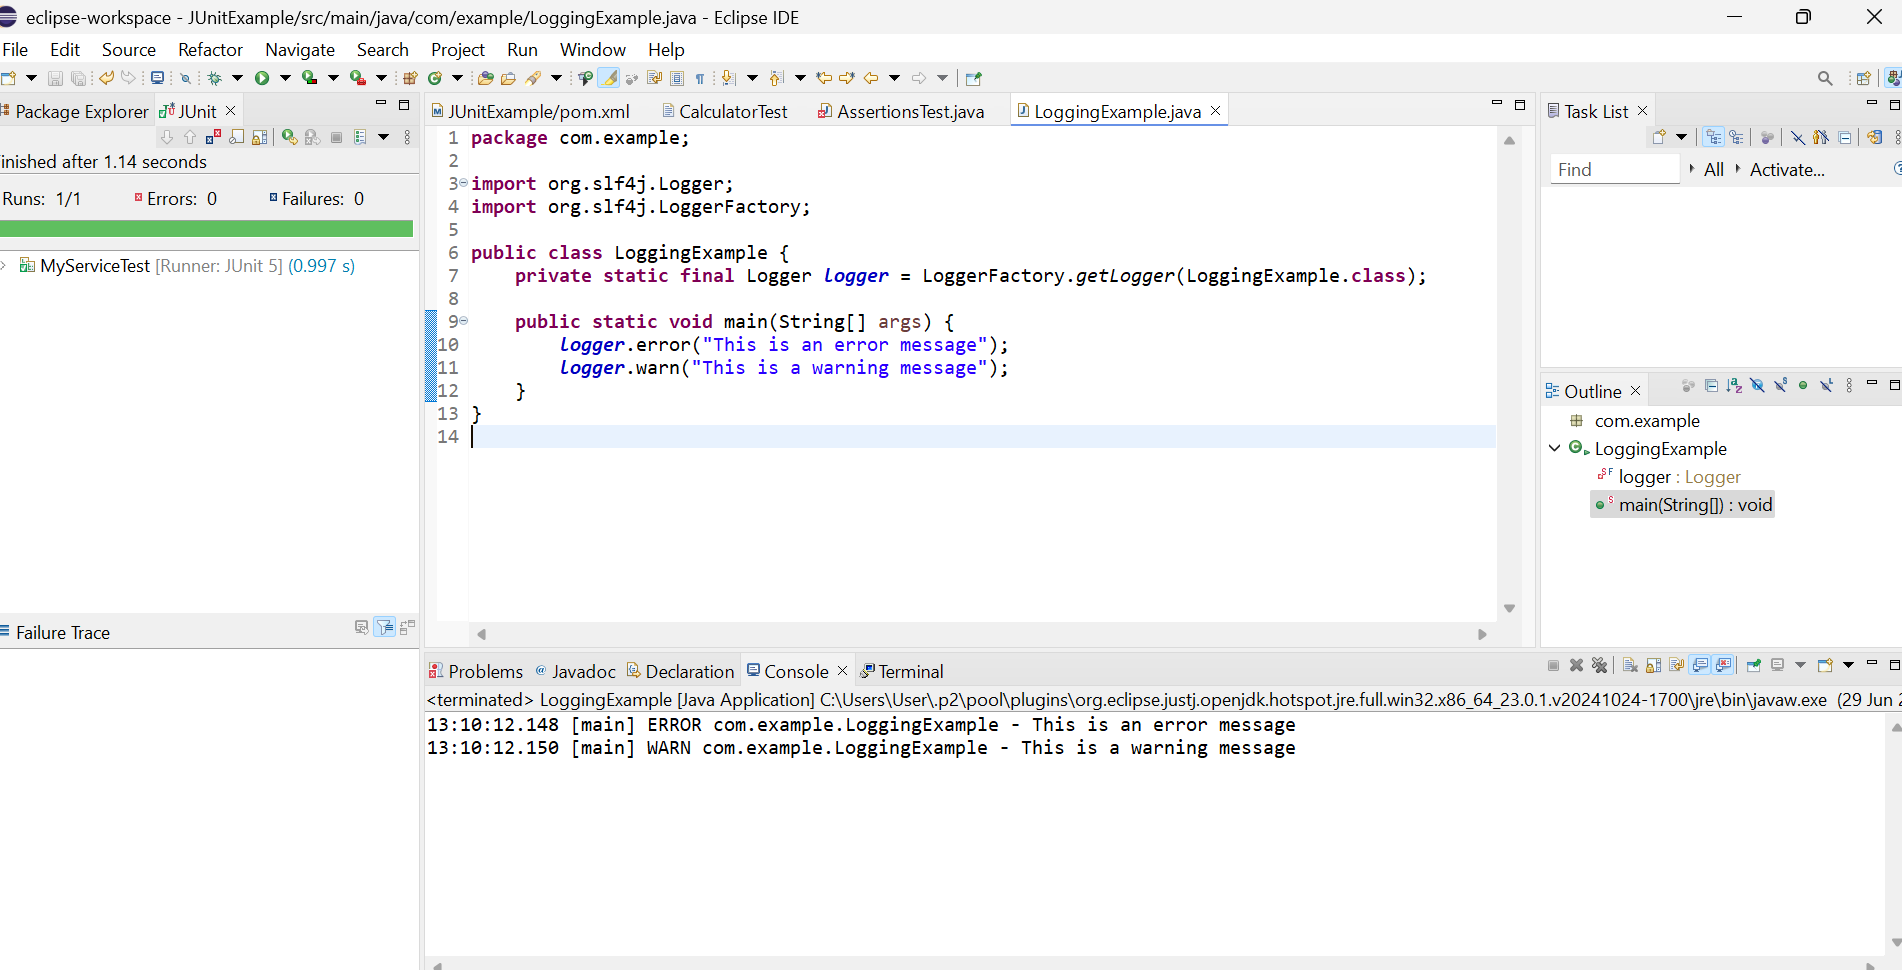 eclipse-workspace - JUnitExample/src/main/java/com/example/LoggingExample.java - Eclipse IDE
File Edit Source Refactor Navigate Search Project Run Window Help
Package Explorer JUnit
inished after 1.14 seconds
Runs: 1/1 Errors: 0 Failures: 0
MyServiceTest [Runner: JUnit 5] (0.997 s)
Failure Trace
JUnitExample/pom.xml CalculatorTest AssertionsTest.java LoggingExample.java
1 package com.example;
2
3 import org.slf4j.Logger;
4 import org.slf4j.LoggerFactory;
5
6 public class LoggingExample {
7     private static final Logger logger = LoggerFactory.getLogger(LoggingExample.class);
8
9     public static void main(String[] args) {
10         logger.error("This is an error message");
11         logger.warn("This is a warning message");
12     }
13 }
14
Task List
Find All Activate...
Outline
com.example
LoggingExample
logger : Logger
main(String[]) : void
Problems Javadoc Declaration Console Terminal
<terminated> LoggingExample [Java Application] C:\Users\User\.p2\pool\plugins\org.eclipse.justj.openjdk.hotspot.jre.full.win32.x86_64_23.0.1.v20241024-1700\jre\bin\javaw.exe (29 Jun 2
13:10:12.148 [main] ERROR com.example.LoggingExample - This is an error message
13:10:12.150 [main] WARN com.example.LoggingExample - This is a warning message